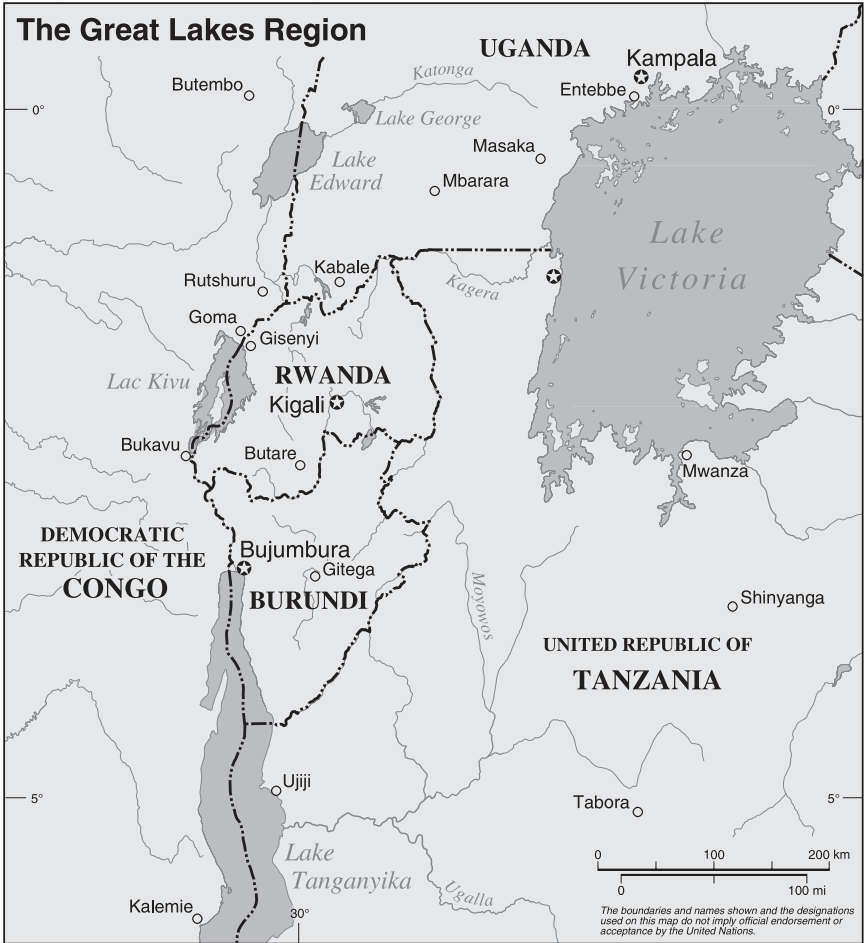 The Great Lakes Region
UGANDA
Kampala
Butembo
Katonga
Entebbe
0°
0°
Lake George
Masaka
Lake
Edward
Mbarara
Lake
Victoria
Kabale
Rutshuru
Kagera
Goma
Gisenyi
Lac Kivu
RWANDA
Kigali
Bukavu
Butare
Mwanza
DEMOCRATIC
REPUBLIC OF THE
CONGO
Bujumbura
Gitega
BURUNDI
Moyowos
Shinyanga
UNITED REPUBLIC OF
TANZANIA
Ujiji
5°
Tabora
5°
Lake
Tanganyika
Ugalla
0 100 200 km
0 100 mi
Kalemie
30°
The boundaries and names shown and the designations
used on this map do not imply official endorsement or
acceptance by the United Nations.